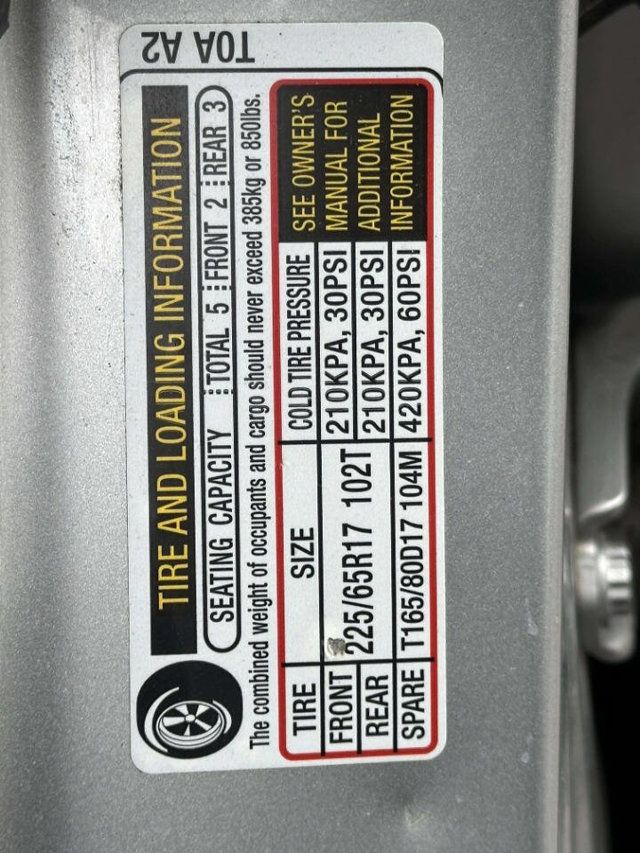 T0A A2
TIRE AND LOADING INFORMATION
SEATING CAPACITY TOTAL 5 FRONT 2 REAR 3
The combined weight of occupants and cargo should never exceed 385kg or 850lbs.
TIRE SIZE COLD TIRE PRESSURE
FRONT 225/65R17 102T 210KPA, 30PSI
REAR 210KPA, 30PSI
SPARE T165/80D17 104M 420KPA, 60PSI
SEE OWNER'S
MANUAL FOR
ADDITIONAL
INFORMATION